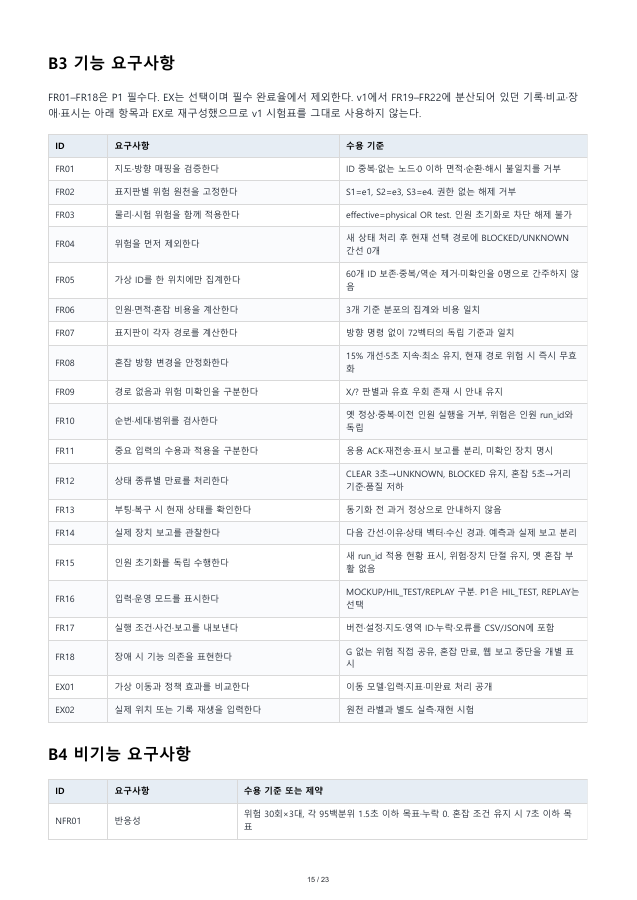 B3 기능 요구사항
FR01–FR18은 P1 필수다. EX는 선택이며 필수 완료율에서 제외한다. v1에서 FR19–FR22에 분산되어 있던 기록·비교·장
애·표시는 아래 항목과 EX로 재구성했으므로 v1 시험표를 그대로 사용하지 않는다.
ID 요구사항 수용 기준
FR01 지도·방향 매핑을 검증한다 ID 중복·없는 노드·0 이하 면적·순환·해시 불일치를 거부
FR02 표지판별 위험 원천을 고정한다 S1=e1, S2=e3, S3=e4. 권한 없는 해제 거부
FR03 물리·시험 위험을 함께 적용한다 effective=physical OR test. 인원 초기화로 차단 해제 불가
FR04 위험을 먼저 제외한다 새 상태 처리 후 현재 선택 경로에 BLOCKED/UNKNOWN
간선 0개
FR05 가상 ID를 한 위치에만 집계한다 60개 ID 보존·중복/역순 제거·미확인을 0명으로 간주하지 않
음
FR06 인원·면적·혼잡 비용을 계산한다 3개 기준 분포의 집계와 비용 일치
FR07 표지판이 각자 경로를 계산한다 방향 명령 없이 72벡터의 독립 기준과 일치
FR08 혼잡 방향 변경을 안정화한다 15% 개선·5초 지속·최소 유지, 현재 경로 위험 시 즉시 무효
화
FR09 경로 없음과 위험 미확인을 구분한다 X/? 판별과 유효 우회 존재 시 안내 유지
FR10 순번·세대·범위를 검사한다 옛 정상·중복·이전 인원 실행을 거부, 위험은 인원 run_id와
독립
FR11 중요 입력의 수용과 적용을 구분한다 응용 ACK·재전송·표시 보고를 분리, 미확인 장치 명시
FR12 상태 종류별 만료를 처리한다 CLEAR 3초→UNKNOWN, BLOCKED 유지, 혼잡 5초→거리
기준·품질 저하
FR13 부팅·복구 시 현재 상태를 확인한다 동기화 전 과거 정상으로 안내하지 않음
FR14 실제 장치 보고를 관찰한다 다음 간선·이유·상태 벡터·수신 경과. 예측과 실제 보고 분리
FR15 인원 초기화를 독립 수행한다 새 run_id 적용 현황 표시, 위험·장치 단절 유지, 옛 혼잡 부
활 없음
FR16 입력·운영 모드를 표시한다 MOCKUP/HIL_TEST/REPLAY 구분. P1은 HIL_TEST, REPLAY는
선택
FR17 실행 조건·사건·보고를 내보낸다 버전·설정·지도·영역 ID·누락·오류를 CSV/JSON에 포함
FR18 장애 시 기능 의존을 표현한다 G 없는 위험 직접 공유, 혼잡 만료, 웹 보고 중단을 개별 표
시
EX01 가상 이동과 정책 효과를 비교한다 이동 모델·입력·지표·미완료 처리 공개
EX02 실제 위치 또는 기록 재생을 입력한다 원천 라벨과 별도 실측·재현 시험
B4 비기능 요구사항
ID 요구사항 수용 기준 또는 제약
NFR01 반응성 위험 30회×3대, 각 95백분위 1.5초 이하 목표·누락 0. 혼잡 조건 유지 시 7초 이하 목
표
15 / 23